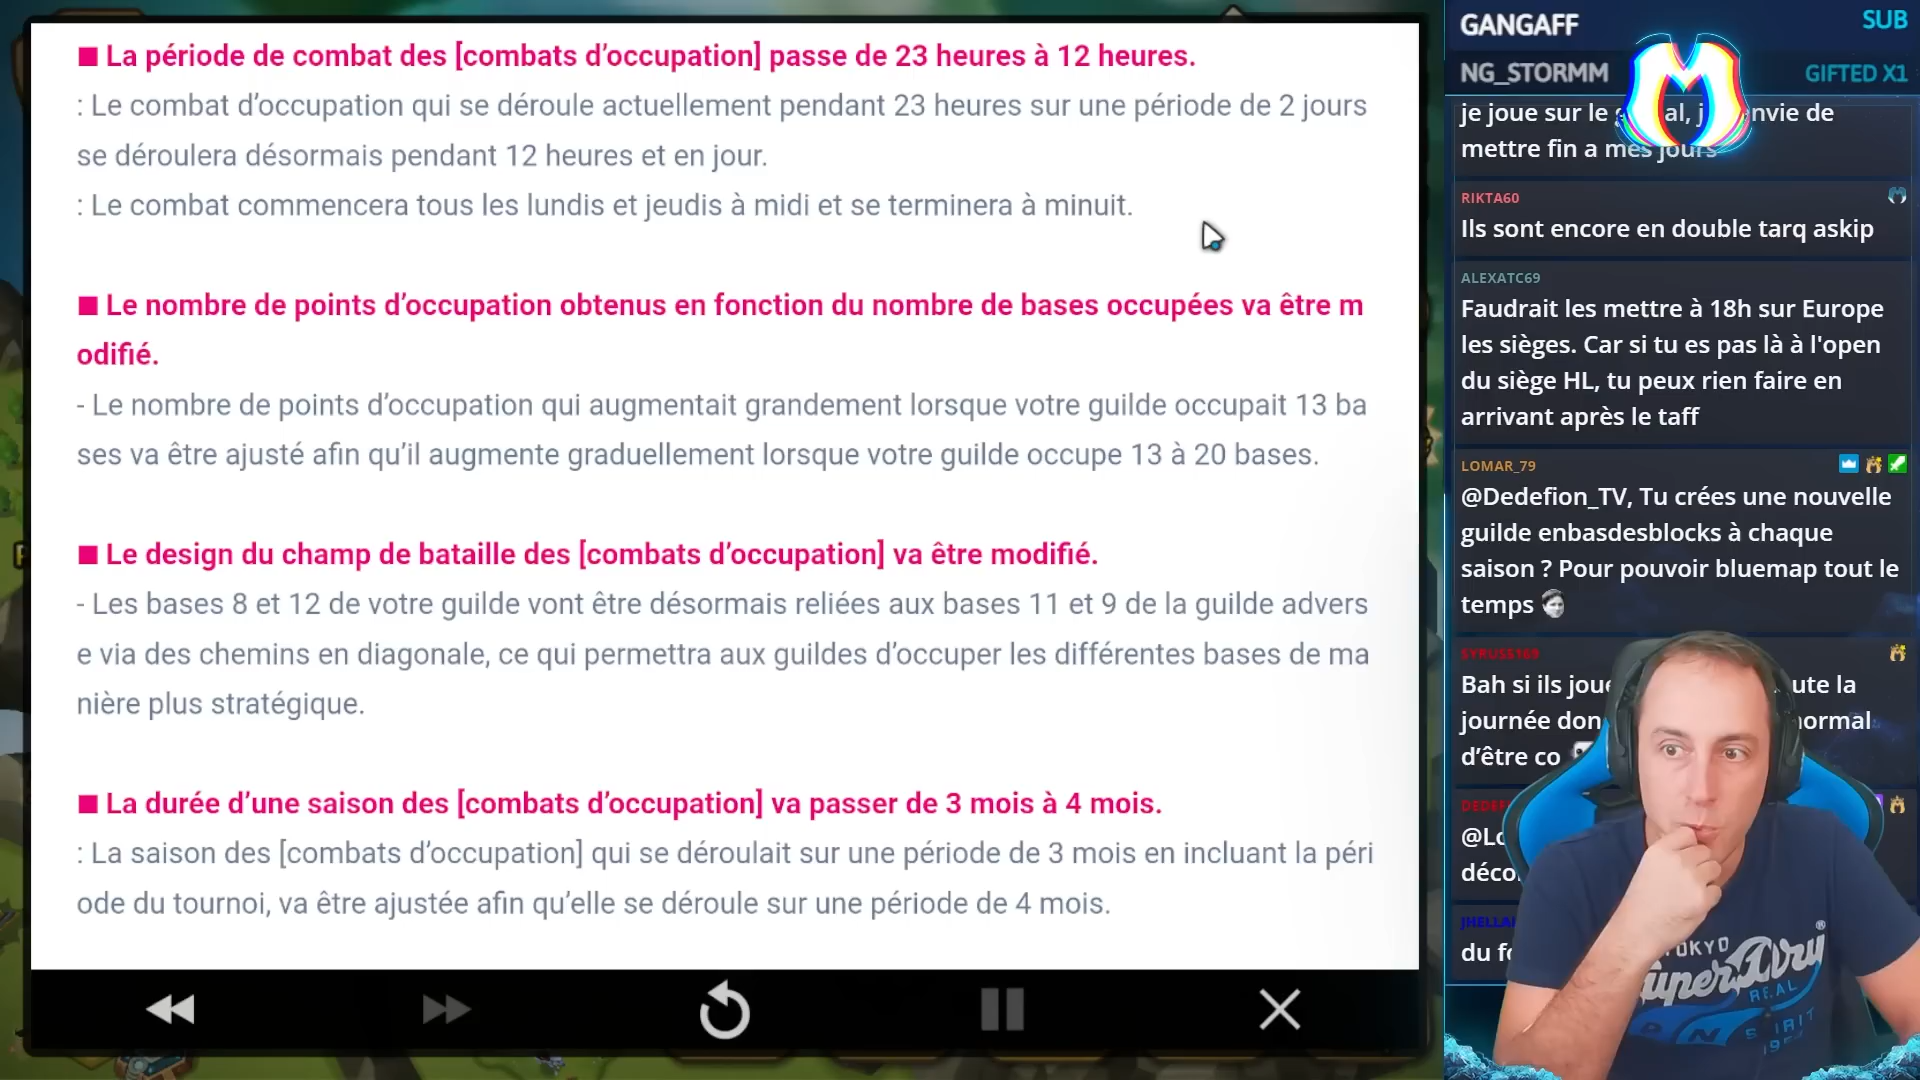 ■ La période de combat des [combats d’occupation] passe de 23 heures à 12 heures.
: Le combat d’occupation qui se déroule actuellement pendant 23 heures sur une période de 2 jours
se déroulera désormais pendant 12 heures et en jour.
: Le combat commencera tous les lundis et jeudis à midi et se terminera à minuit.
■ Le nombre de points d’occupation obtenus en fonction du nombre de bases occupées va être m
odifié.
- Le nombre de points d’occupation qui augmentait grandement lorsque votre guilde occupait 13 ba
ses va être ajusté afin qu’il augmente graduellement lorsque votre guilde occupe 13 à 20 bases.
■ Le design du champ de bataille des [combats d’occupation] va être modifié.
- Les bases 8 et 12 de votre guilde vont être désormais reliées aux bases 11 et 9 de la guilde advers
e via des chemins en diagonale, ce qui permettra aux guildes d’occuper les différentes bases de ma
nière plus stratégique.
■ La durée d’une saison des [combats d’occupation] va passer de 3 mois à 4 mois.
: La saison des [combats d’occupation] qui se déroulait sur une période de 3 mois en incluant la péri
ode du tournoi, va être ajustée afin qu’elle se déroule sur une période de 4 mois.
GANGAFF SUB
NG_STORMM GIFTED X1
je joue sur le nvie de
mettre fin a mes jours
RIKTA60
Ils sont encore en double tarq askip
ALEXATC69
Faudrait les mettre à 18h sur Europe
les sièges. Car si tu es pas là à l'open
du siège HL, tu peux rien faire en
arrivant après le taff
LOMAR_79
@Dedefion_TV, Tu crées une nouvelle
guilde enbasdesblocks à chaque
saison ? Pour pouvoir bluemap tout le
temps
SYRUSS169
Bah si ils joue ute la
journée don normal
d’être co
DEDEF
@Lo
déco
JHELLA
du fo
TOKYO
SuperDry®
REAL